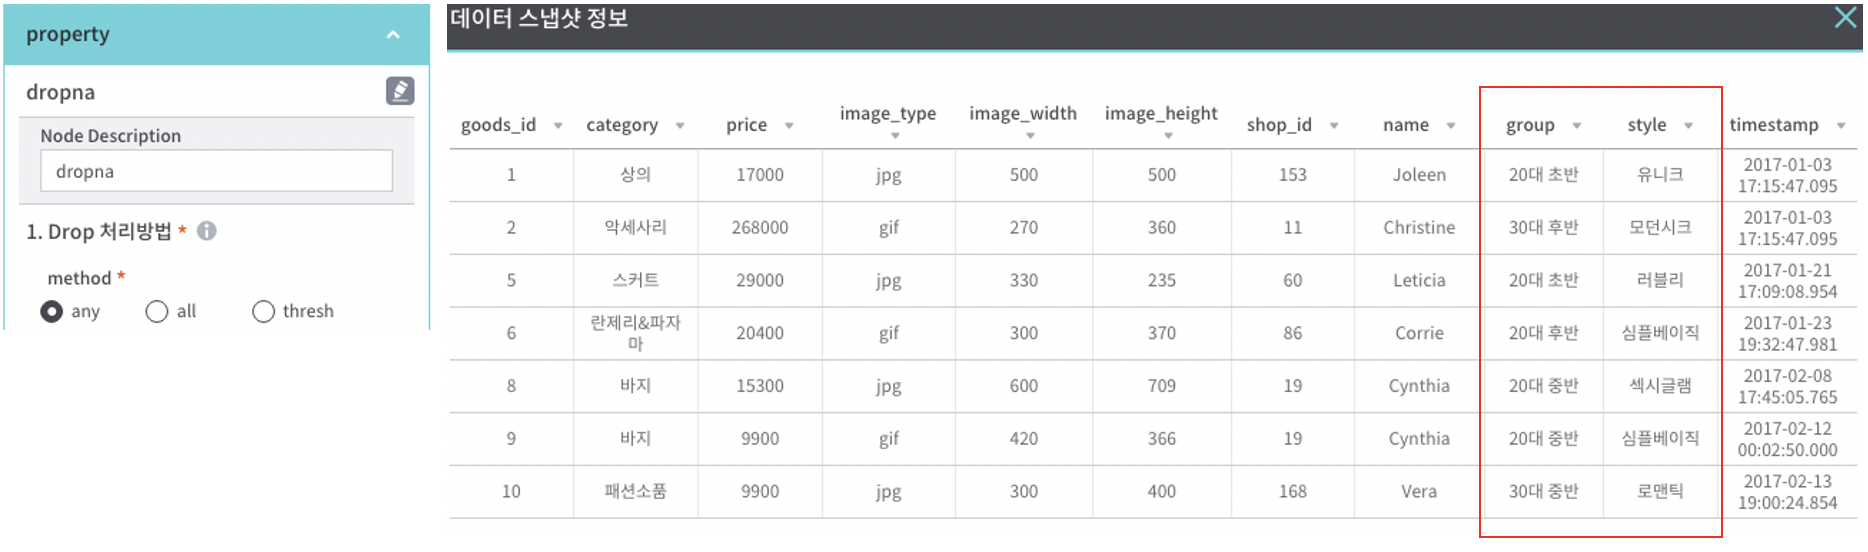 property
dropna
Node Description
dropna
1. Drop 처리방법 *
method *
any all thresh
데이터 스냅샷 정보
goods_id category price image_type image_width image_height shop_id name group style timestamp
1 상의 17000 jpg 500 500 153 Joleen 20대 초반 유니크 2017-01-03
17:15:47.095
2 악세사리 268000 gif 270 360 11 Christine 30대 후반 모던시크 2017-01-03
17:15:47.095
5 스커트 29000 jpg 330 235 60 Leticia 20대 초반 러블리 2017-01-21
17:09:08.954
6 란제리&파자
마 20400 gif 300 370 86 Corrie 20대 후반 심플베이직 2017-01-23
19:32:47.981
8 바지 15300 jpg 600 709 19 Cynthia 20대 중반 섹시글램 2017-02-08
17:45:05.765
9 바지 9900 gif 420 366 19 Cynthia 20대 중반 심플베이직 2017-02-12
00:02:50.000
10 패션소품 9900 jpg 300 400 168 Vera 30대 중반 로맨틱 2017-02-13
19:00:24.854